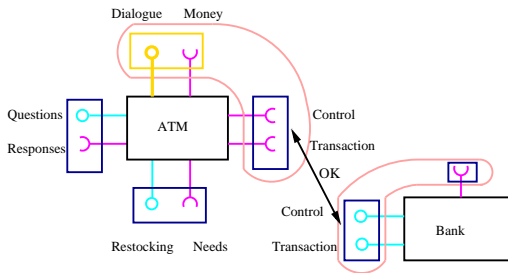 Dialogue Money
Questions
ATM
Control
Responses
Transaction
OK
Control
Restocking Needs
Transaction
Bank